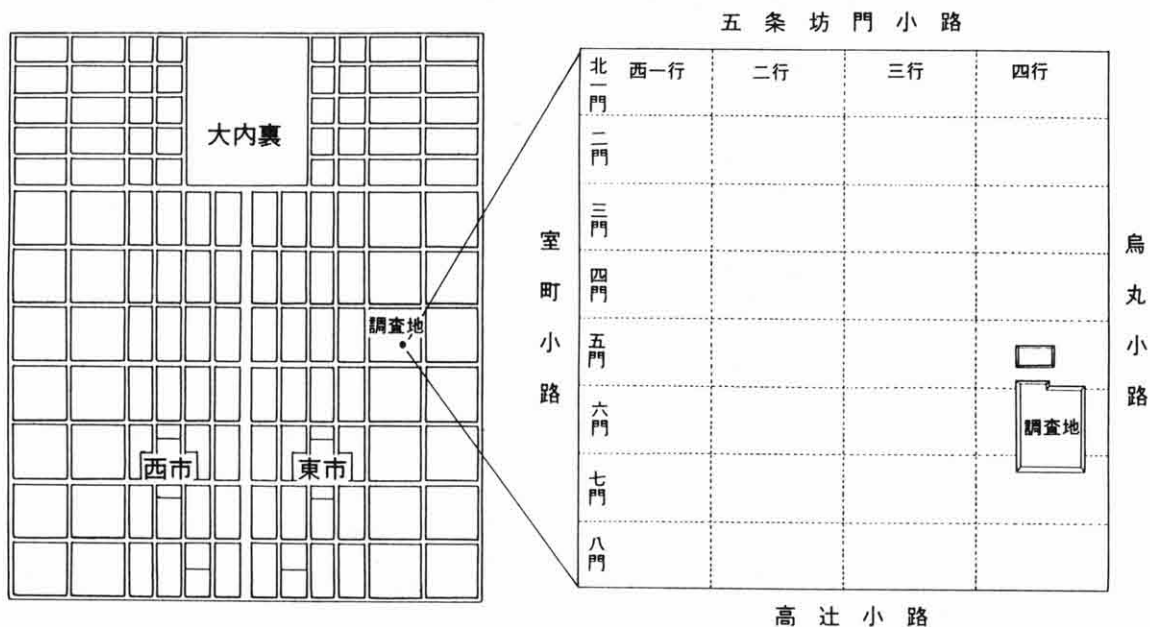 大内裏
調査地
西市
東市
五条坊門小路
北一門
西一行
二行
三行
四行
二門
三門
四門
五門
六門
七門
八門
室町小路
烏丸小路
調査地
高辻小路